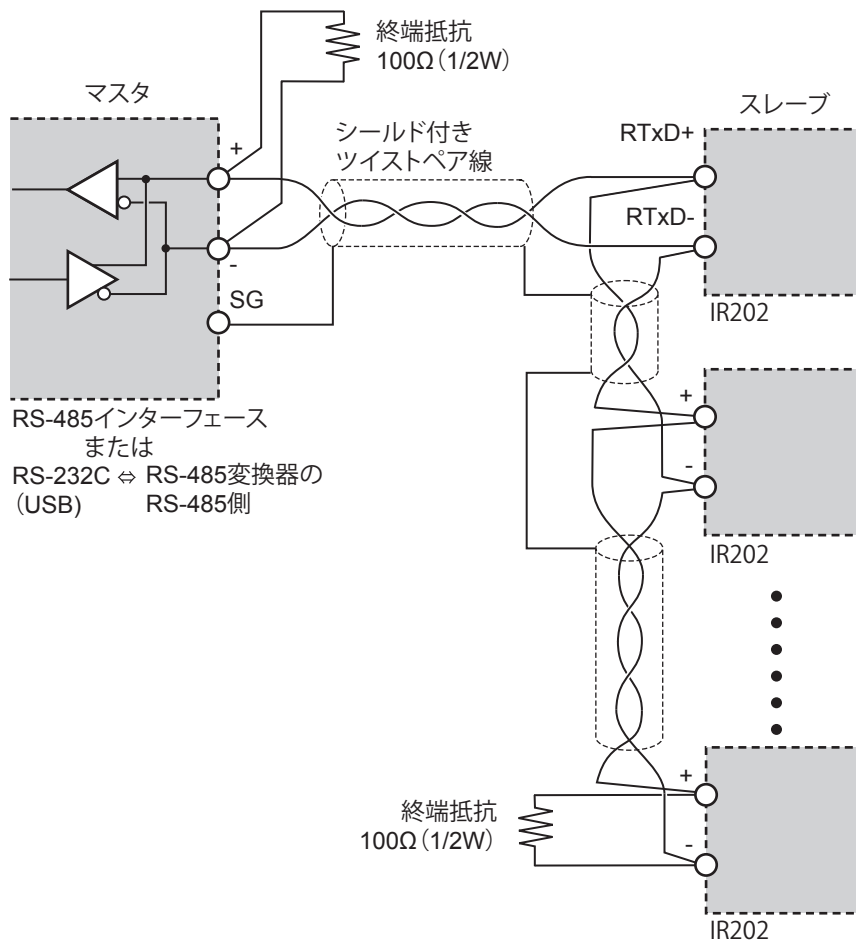 終端抵抗
100Ω（1/2W）
マスタ
スレーブ
シールド付き
ツイストペア線
+
-
SG
RTxD+
RTxD-
IR202
RS-485インターフェース
または
RS-232C ⇔ RS-485変換器の
（USB） RS-485側
+
-
IR202
+
-
終端抵抗
100Ω（1/2W）
IR202